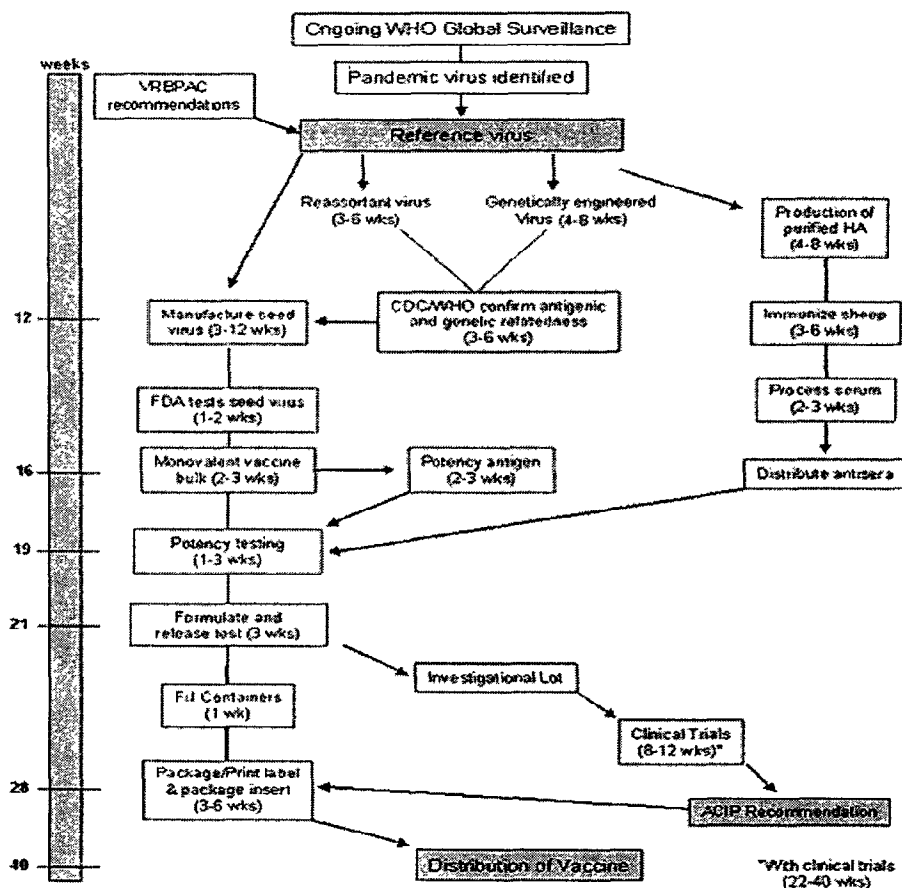 Ongoing WHO Global Surveillance
weeks
Pandemic virus identified
VRBPAC
recommendations
Reference virus
Reassortant virus
(3-6 wks)
Genetically engineered
Virus (4-8 wks)
Production of
purified HA
(4-8 wks)
12
Manufacture seed
virus (3-12 wks)
CDC/WHO confirm antigenic
and genetic relatedness
(3-6 wks)
Immunize sheep
(3-6 wks)
FDA tests seed virus
(1-2 wks)
Process serum
(2-3 wks)
16
Monovalent vaccine
bulk (2-3 wks)
Potency antigen
(2-3 wks)
Distribute antisera
19
Potency testing
(1-3 wks)
21
Formulate and
release test (3 wks)
Investigational Lot
Fill Containers
(1 wk)
Clinical Trials
(8-12 wks)*
28
Package/Print label
& package insert
(3-6 wks)
ACIP Recommendation
40
Distribution of Vaccine
*With clinical trials
(22-40 wks)